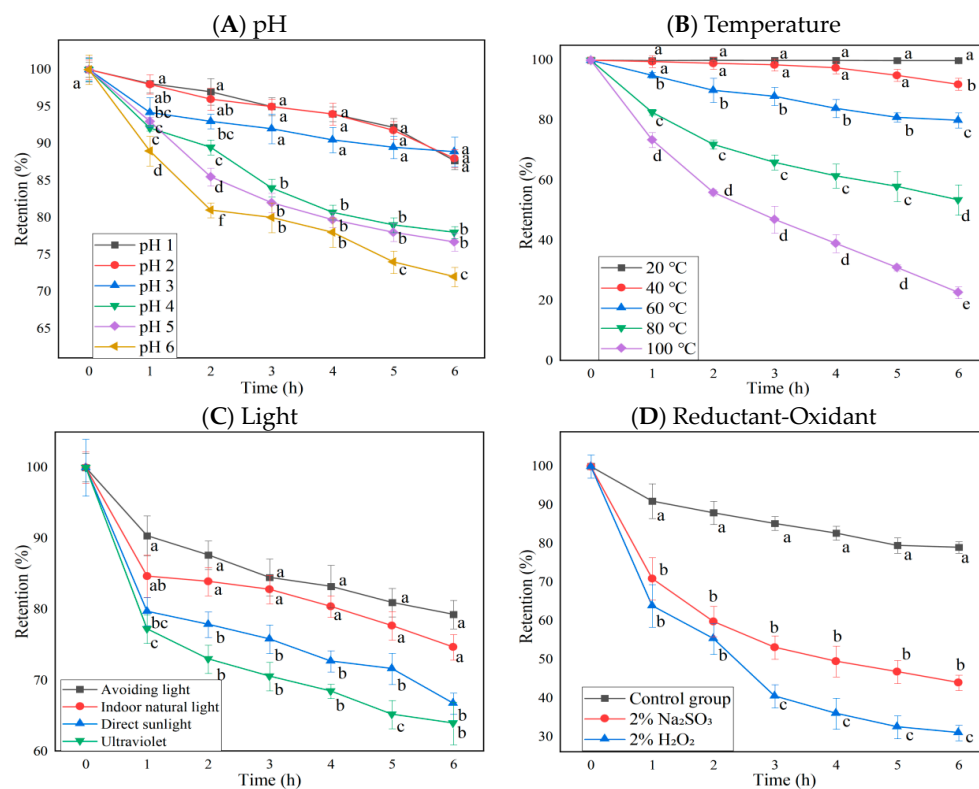 (A) pH
100
95
90
85
80
75
70
65
Retention (%)
a
a
ab
bc
c
c
d
a
ab
bc
c
d
f
a
a
b
b
a
a
a
b
b
a
a
b
b
c
a
a
a
b
b
c
pH 1
pH 2
pH 3
pH 4
pH 5
pH 6
0 1 2 3 4 5 6
Time (h)
(B) Temperature
100
80
60
40
20
0
Retention (%)
a a a a a a
a a a a a b
b b b b b b
c c c c c d
d d d d d e
20 °C
40 °C
60 °C
80 °C
100 °C
0 1 2 3 4 5 6
Time (h)
(C) Light
100
90
80
70
60
Retention (%)
a a a a a a
ab a a a a a
bc b b b b b
c b b b b b
Avoiding light
Indoor natural light
Direct sunlight
Ultraviolet
0 1 2 3 4 5 6
Time (h)
(D) Reductant-Oxidant
100
90
80
70
60
50
40
30
Retention (%)
a a a a a a
b b b b b b
b b c c c c
Control group
2% Na₂SO₃
2% H₂O₂
0 1 2 3 4 5 6
Time (h)